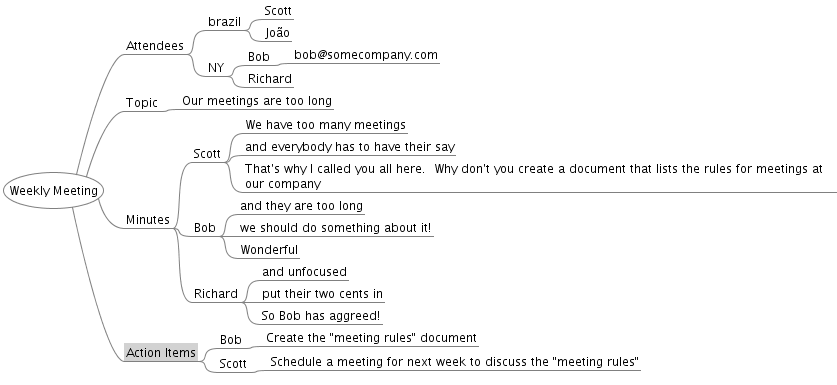 Weekly Meeting
Attendees
brazil
Scott
João
NY
Bob
bob@somecompany.com
Richard
Topic
Our meetings are too long
Minutes
Scott
We have too many meetings
and everybody has to have their say
That's why I called you all here.  Why don't you create a document that lists the rules for meetings at
our company
Bob
and they are too long
we should do something about it!
Wonderful
Richard
and unfocused
put their two cents in
So Bob has aggreed!
Action Items
Bob
Create the "meeting rules" document
Scott
Schedule a meeting for next week to discuss the "meeting rules"